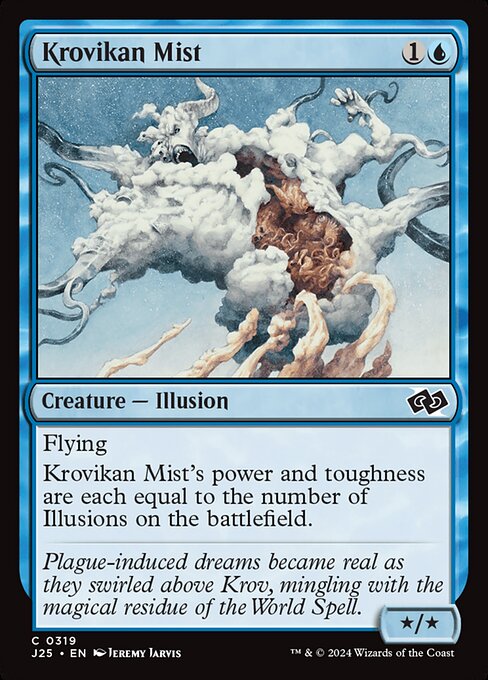 Krovikan Mist 1
Creature — Illusion
Flying
Krovikan Mist's power and toughness
are each equal to the number of
Illusions on the battlefield.
Plague-induced dreams became real as
they swirled above Krov, mingling with the
magical residue of the World Spell.
★/★
C 0319
J25 • EN Jeremy Jarvis
™ & © 2024 Wizards of the Coast